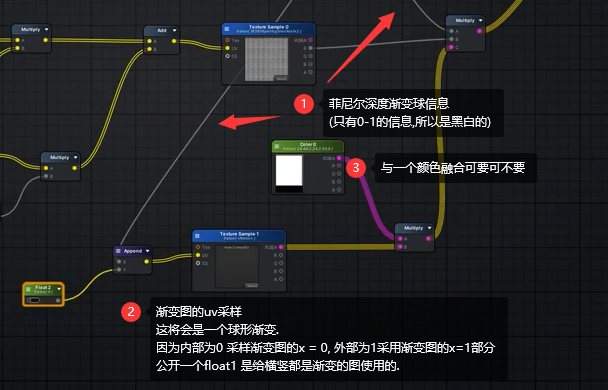 Multiply
Add
Texture Sample 0
Tex
UV
SS
RGBA
R
G
B
A
Multiply
A
B
C
1
菲尼尔深度渐变球信息
(只有0-1的信息,所以是黑白的)
Multiply
A
B
Color 0
RGBA
R
G
B
A
3
与一个颜色融合可要可不要
Append
X
Y
Texture Sample 1
Tex
UV
SS
RGBA
R
G
B
A
Multiply
A
B
Float 2
2
渐变图的uv采样
这将会是一个球形渐变.
因为内部为0 采样渐变图的x = 0, 外部为1采用渐变图的x=1部分
公开一个float1 是给横竖都是渐变的图使用的.